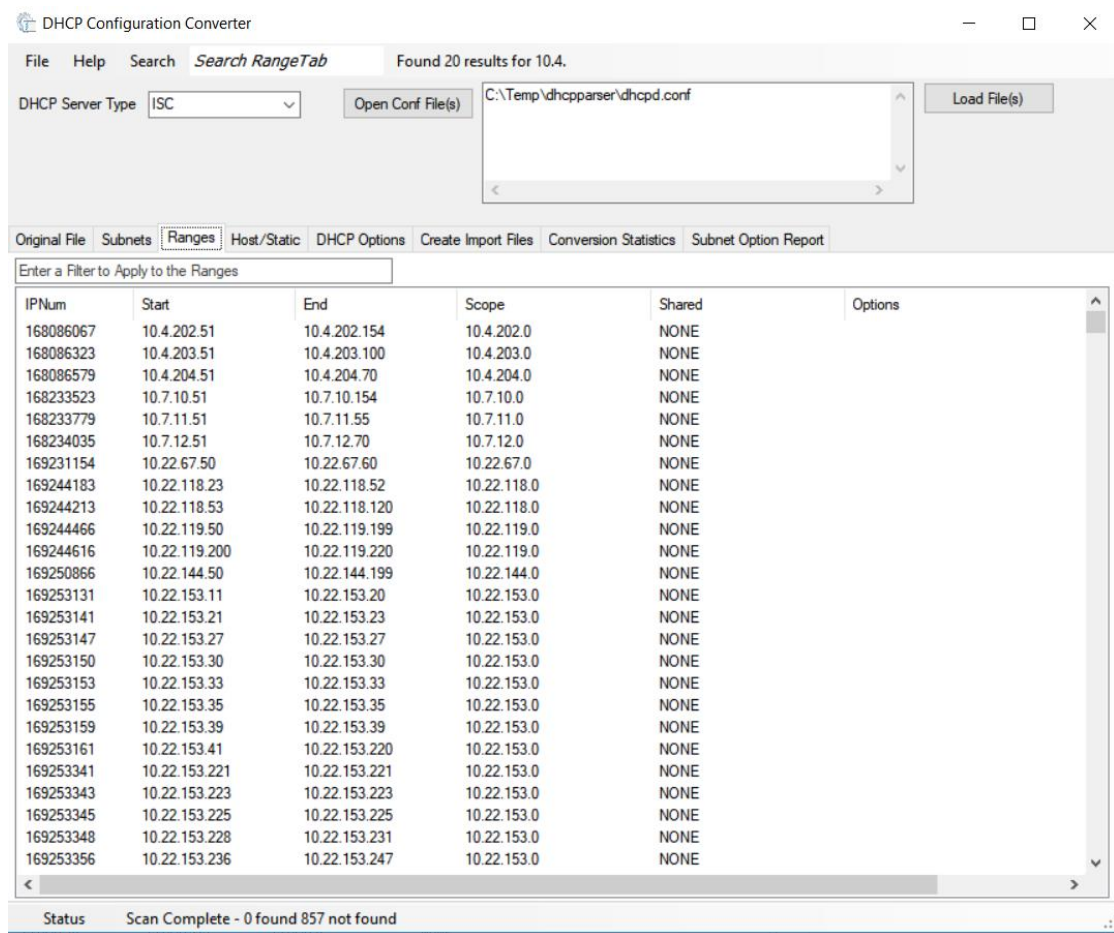 DHCP Configuration Converter
File Help Search Search RangeTab Found 20 results for 10.4.
DHCP Server Type ISC Open Conf File(s) C:\Temp\dhcpparser\dhcpd.conf Load File(s)
Original File Subnets Ranges Host/Static DHCP Options Create Import Files Conversion Statistics Subnet Option Report
Enter a Filter to Apply to the Ranges
IPNum Start End Scope Shared Options
168086067 10.4.202.51 10.4.202.154 10.4.202.0 NONE
168086323 10.4.203.51 10.4.203.100 10.4.203.0 NONE
168086579 10.4.204.51 10.4.204.70 10.4.204.0 NONE
168233523 10.7.10.51 10.7.10.154 10.7.10.0 NONE
168233779 10.7.11.51 10.7.11.55 10.7.11.0 NONE
168234035 10.7.12.51 10.7.12.70 10.7.12.0 NONE
169231154 10.22.67.50 10.22.67.60 10.22.67.0 NONE
169244183 10.22.118.23 10.22.118.52 10.22.118.0 NONE
169244213 10.22.118.53 10.22.118.120 10.22.118.0 NONE
169244466 10.22.119.50 10.22.119.199 10.22.119.0 NONE
169244616 10.22.119.200 10.22.119.220 10.22.119.0 NONE
169250866 10.22.144.50 10.22.144.199 10.22.144.0 NONE
169253131 10.22.153.11 10.22.153.20 10.22.153.0 NONE
169253141 10.22.153.21 10.22.153.23 10.22.153.0 NONE
169253147 10.22.153.27 10.22.153.27 10.22.153.0 NONE
169253150 10.22.153.30 10.22.153.30 10.22.153.0 NONE
169253153 10.22.153.33 10.22.153.33 10.22.153.0 NONE
169253155 10.22.153.35 10.22.153.35 10.22.153.0 NONE
169253159 10.22.153.39 10.22.153.39 10.22.153.0 NONE
169253161 10.22.153.41 10.22.153.220 10.22.153.0 NONE
169253341 10.22.153.221 10.22.153.221 10.22.153.0 NONE
169253343 10.22.153.223 10.22.153.223 10.22.153.0 NONE
169253345 10.22.153.225 10.22.153.225 10.22.153.0 NONE
169253348 10.22.153.228 10.22.153.231 10.22.153.0 NONE
169253356 10.22.153.236 10.22.153.247 10.22.153.0 NONE
Status Scan Complete - 0 found 857 not found